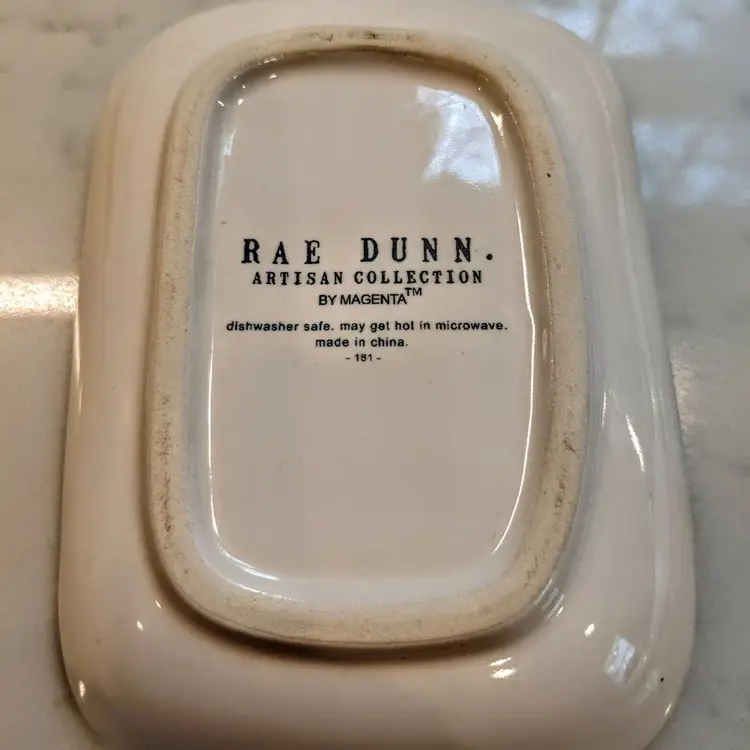 RAE DUNN.
ARTISAN COLLECTION
BY MAGENTA™
dishwasher safe. may get hot in microwave.
made in china.
- 181 -